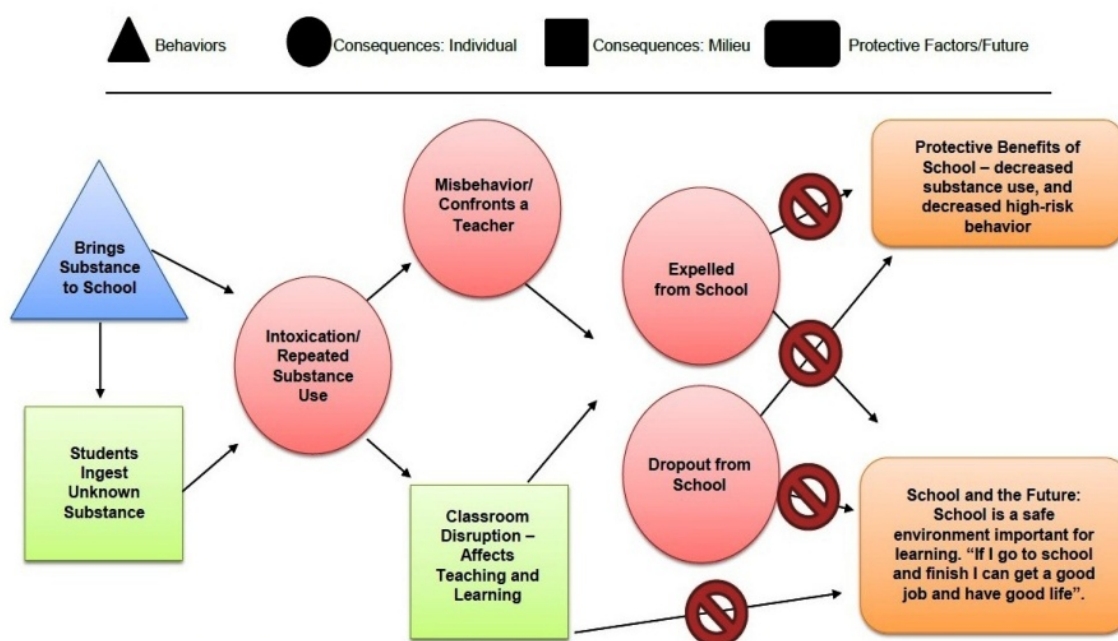 Behaviors
Consequences: Individual
Consequences: Milieu
Protective Factors/Future
Brings
Substance
to School
Students
Ingest
Unknown
Substance
Intoxication/
Repeated
Substance
Use
Misbehavior/
Confronts a
Teacher
Classroom
Disruption –
Affects
Teaching and
Learning
Expelled
from School
Dropout from
School
Protective Benefits of
School – decreased
substance use, and
decreased high-risk
behavior
School and the Future:
School is a safe
environment important for
learning. “If I go to school
and finish I can get a good
job and have good life”.